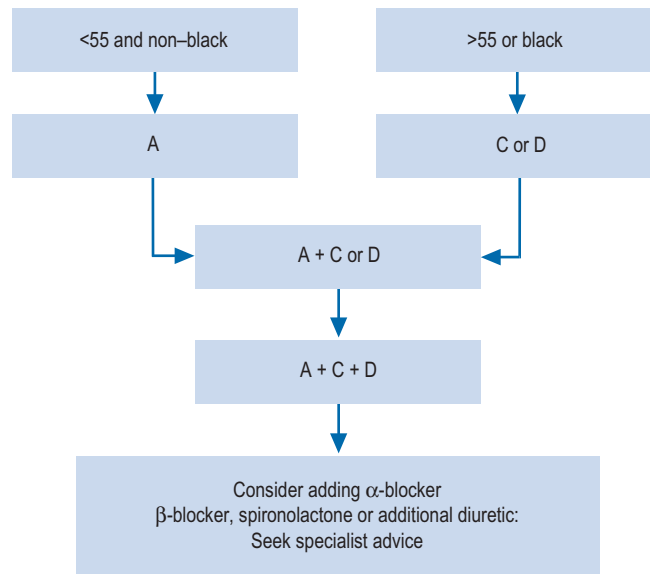 <55 and non–black
>55 or black
A
C or D
A + C or D
A + C + D
Consider adding α-blocker
β-blocker, spironolactone or additional diuretic:
Seek specialist advice